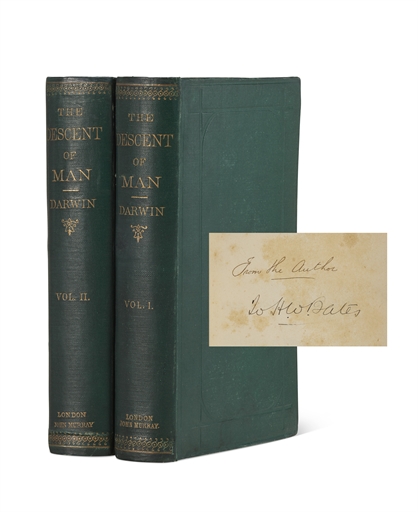 THE
DESCENT
OF
MAN
DARWIN
VOL. II.
LONDON
JOHN MURRAY
THE
DESCENT
OF
MAN
DARWIN
VOL. I.
LONDON
JOHN MURRAY
From the Author
To H. W. Bates